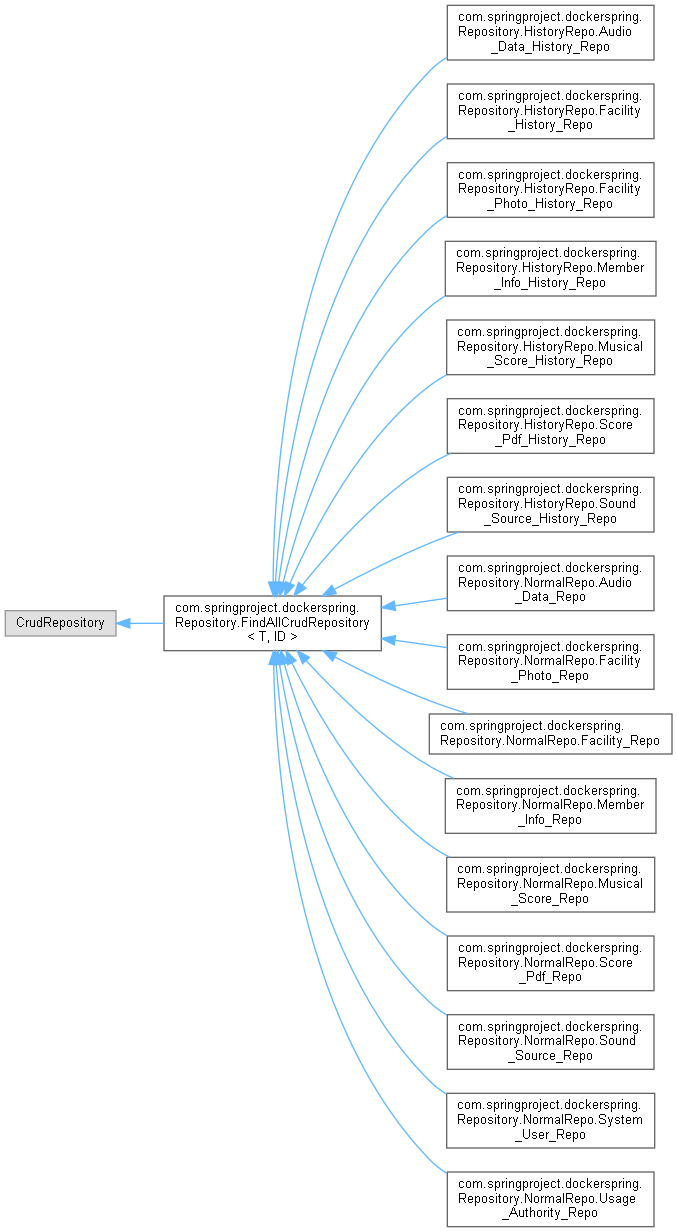 com.springproject.dockerspring.
Repository.HistoryRepo.Audio
_Data_History_Repo
com.springproject.dockerspring.
Repository.HistoryRepo.Facility
_History_Repo
com.springproject.dockerspring.
Repository.HistoryRepo.Facility
_Photo_History_Repo
com.springproject.dockerspring.
Repository.HistoryRepo.Member
_Info_History_Repo
com.springproject.dockerspring.
Repository.HistoryRepo.Musical
_Score_History_Repo
com.springproject.dockerspring.
Repository.HistoryRepo.Score
_Pdf_History_Repo
com.springproject.dockerspring.
Repository.HistoryRepo.Sound
_Source_History_Repo
com.springproject.dockerspring.
Repository.NormalRepo.Audio
_Data_Repo
CrudRepository
com.springproject.dockerspring.
Repository.FindAllCrudRepository
< T, ID >
com.springproject.dockerspring.
Repository.NormalRepo.Facility
_Photo_Repo
com.springproject.dockerspring.
Repository.NormalRepo.Facility_Repo
com.springproject.dockerspring.
Repository.NormalRepo.Member
_Info_Repo
com.springproject.dockerspring.
Repository.NormalRepo.Musical
_Score_Repo
com.springproject.dockerspring.
Repository.NormalRepo.Score
_Pdf_Repo
com.springproject.dockerspring.
Repository.NormalRepo.Sound
_Source_Repo
com.springproject.dockerspring.
Repository.NormalRepo.System
_User_Repo
com.springproject.dockerspring.
Repository.NormalRepo.Usage
_Authority_Repo